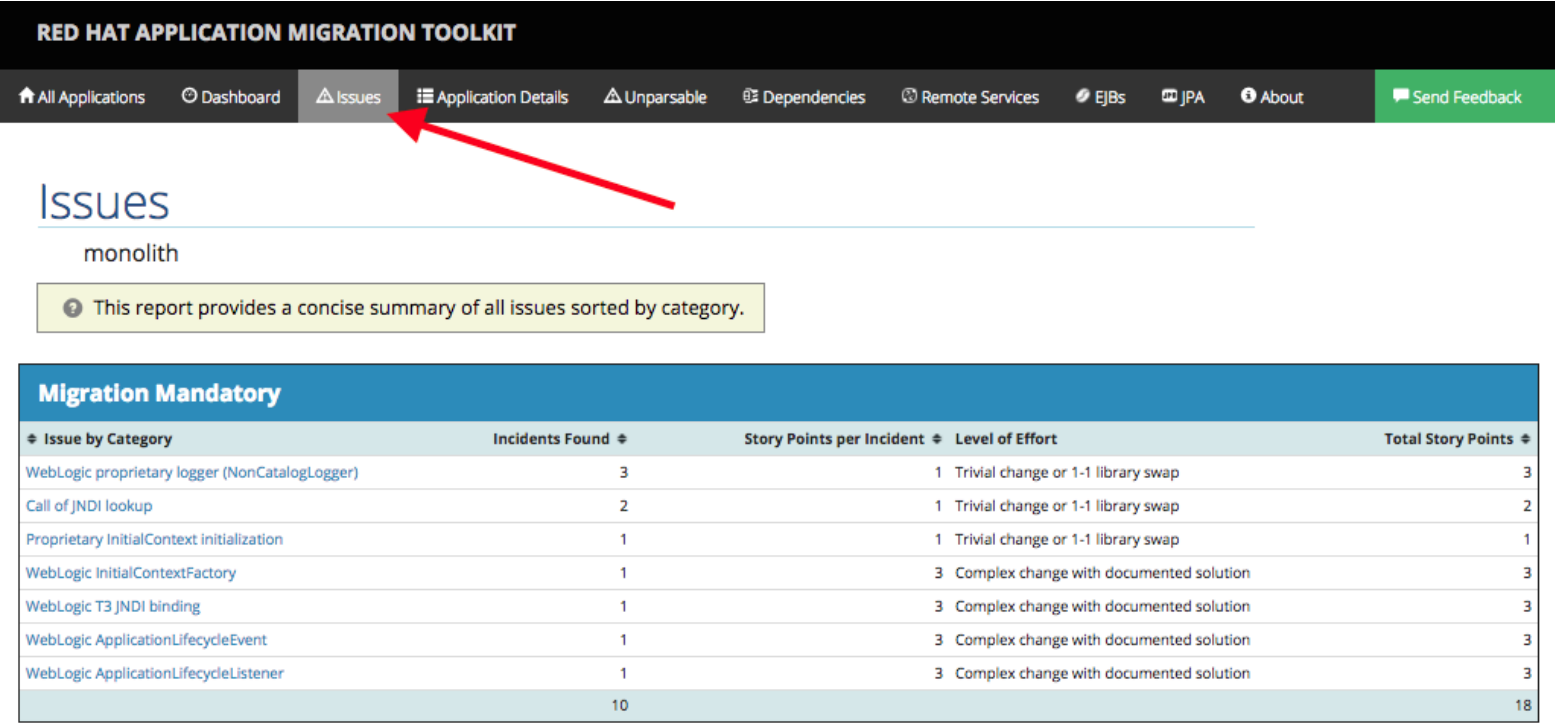 RED HAT APPLICATION MIGRATION TOOLKIT
All Applications Dashboard Issues Application Details Unparsable Dependencies Remote Services EJBs JPA About Send Feedback
Issues
monolith
This report provides a concise summary of all issues sorted by category.
Migration Mandatory
Issue by Category Incidents Found Story Points per Incident Level of Effort Total Story Points
WebLogic proprietary logger (NonCatalogLogger) 3 1 Trivial change or 1-1 library swap 3
Call of JNDI lookup 2 1 Trivial change or 1-1 library swap 2
Proprietary InitialContext initialization 1 1 Trivial change or 1-1 library swap 1
WebLogic InitialContextFactory 1 3 Complex change with documented solution 3
WebLogic T3 JNDI binding 1 3 Complex change with documented solution 3
WebLogic ApplicationLifecycleEvent 1 3 Complex change with documented solution 3
WebLogic ApplicationLifecycleListener 1 3 Complex change with documented solution 3
10 18